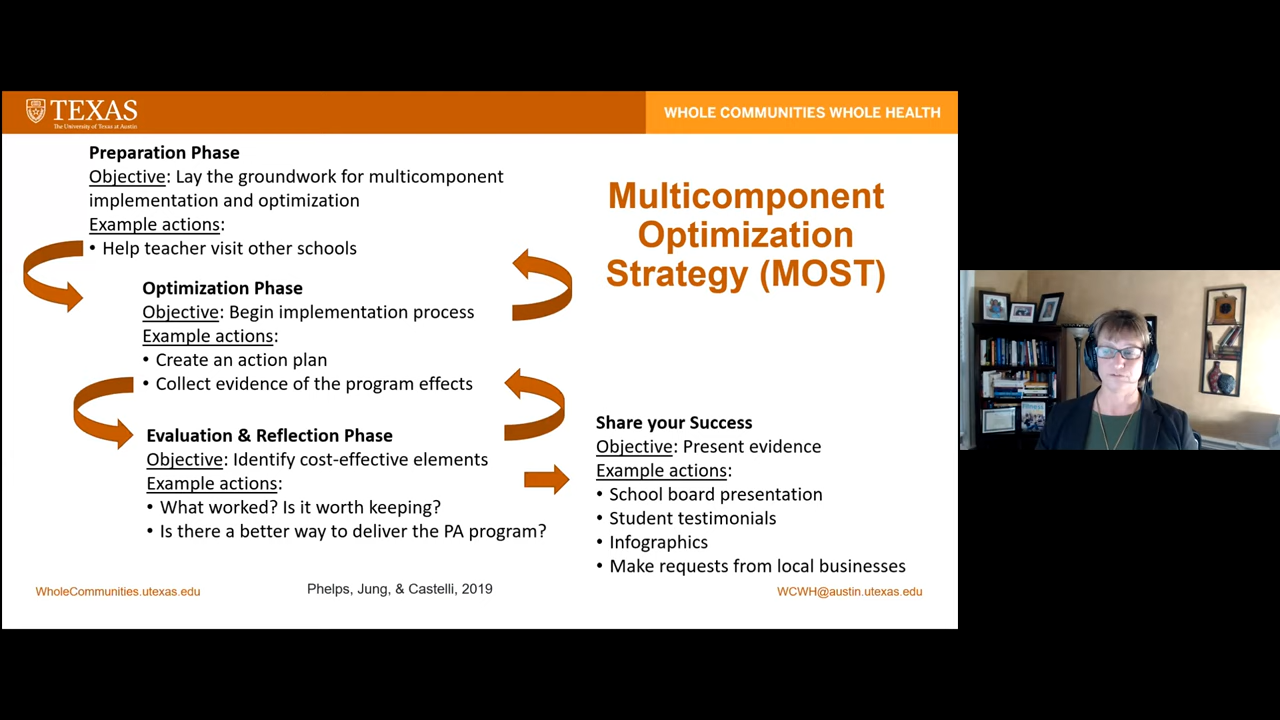 TEXAS
The University of Texas at Austin
WHOLE COMMUNITIES WHOLE HEALTH
Preparation Phase
Objective: Lay the groundwork for multicomponent
implementation and optimization
Example actions:
• Help teacher visit other schools
Optimization Phase
Objective: Begin implementation process
Example actions:
• Create an action plan
• Collect evidence of the program effects
Evaluation & Reflection Phase
Objective: Identify cost-effective elements
Example actions:
• What worked? Is it worth keeping?
• Is there a better way to deliver the PA program?
Multicomponent
Optimization
Strategy (MOST)
Share your Success
Objective: Present evidence
Example actions:
• School board presentation
• Student testimonials
• Infographics
• Make requests from local businesses
WholeCommunities.utexas.edu
Phelps, Jung, & Castelli, 2019
WCWH@austin.utexas.edu